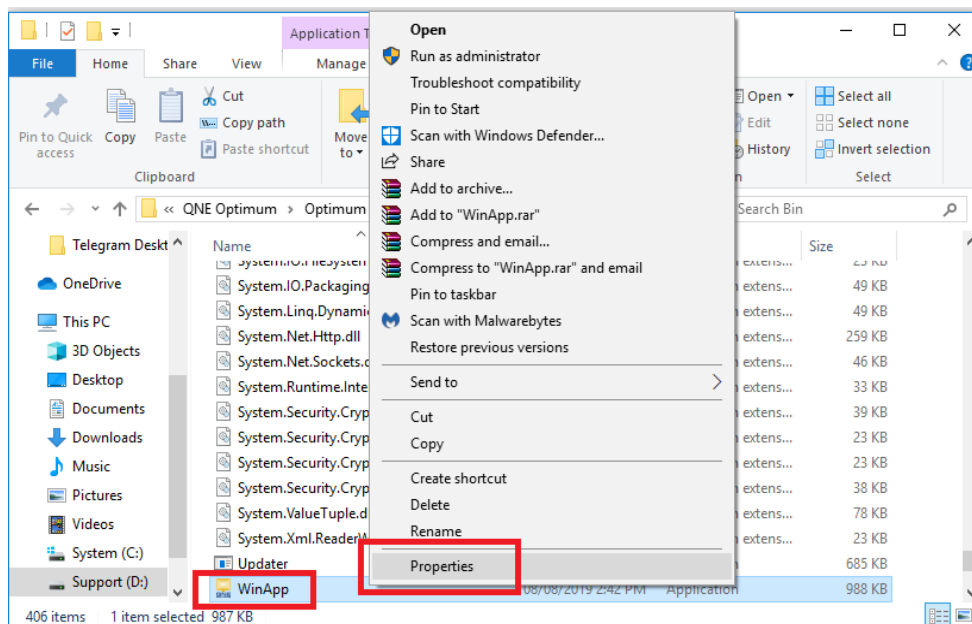 Application T
File Home Share View Manage
Pin to Quick access
Copy
Paste
Cut
Copy path
Paste shortcut
Move to
Clipboard
Open
Edit
History
Select all
Select none
Invert selection
Select
« QNE Optimum › Optimum
Search Bin
Open
Run as administrator
Troubleshoot compatibility
Pin to Start
Scan with Windows Defender...
Share
Add to archive...
Add to "WinApp.rar"
Compress and email...
Compress to "WinApp.rar" and email
Pin to taskbar
Scan with Malwarebytes
Restore previous versions
Send to
Cut
Copy
Create shortcut
Delete
Rename
Properties
Telegram Deskt
OneDrive
This PC
3D Objects
Desktop
Documents
Downloads
Music
Pictures
Videos
System (C:)
Support (D:)
Name Size
System.IO.FileSystem extens... 23 KB
System.IO.Packaging extens... 49 KB
System.Linq.Dynami extens... 49 KB
System.Net.Http.dll extens... 259 KB
System.Net.Sockets.d extens... 46 KB
System.Runtime.Inte extens... 33 KB
System.Security.Cryp extens... 39 KB
System.Security.Cryp extens... 23 KB
System.Security.Cryp extens... 23 KB
System.Security.Cryp extens... 38 KB
System.ValueTuple.d extens... 78 KB
System.Xml.ReaderW extens... 23 KB
Updater 685 KB
WinApp 08/08/2019 2:42 PM Application 988 KB
406 items 1 item selected 987 KB